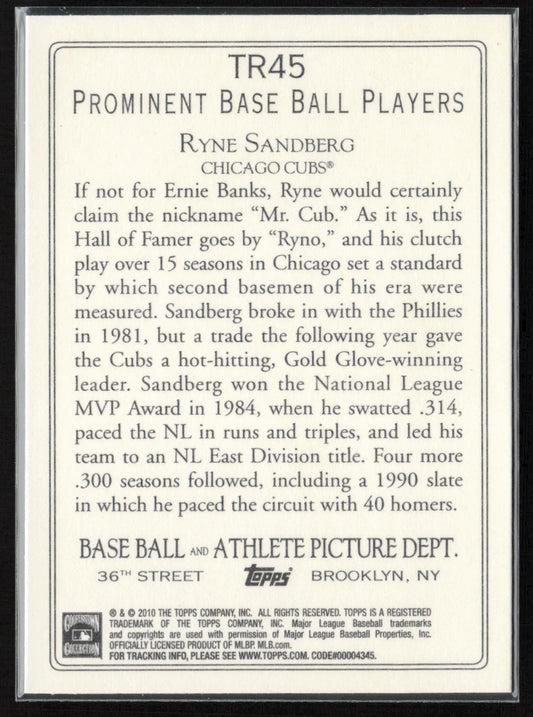 TR45
PROMINENT BASE BALL PLAYERS
RYNE SANDBERG
CHICAGO CUBS®
If not for Ernie Banks, Ryne would certainly
claim the nickname “Mr. Cub.” As it is, this
Hall of Famer goes by “Ryno,” and his clutch
play over 15 seasons in Chicago set a standard
by which second basemen of his era were
measured. Sandberg broke in with the Phillies
in 1981, but a trade the following year gave
the Cubs a hot-hitting, Gold Glove-winning
leader. Sandberg won the National League
MVP Award in 1984, when he swatted .314,
paced the NL in runs and triples, and led his
team to an NL East Division title. Four more
.300 seasons followed, including a 1990 slate
in which he paced the circuit with 40 homers.
BASE BALL AND ATHLETE PICTURE DEPT.
36TH STREET Topps BROOKLYN, NY
COOPERSTOWN
COLLECTION
® & © 2010 THE TOPPS COMPANY, INC. ALL RIGHTS RESERVED. TOPPS IS A REGISTERED
TRADEMARK OF THE TOPPS COMPANY, INC. Major League Baseball trademarks
and copyrights are used with permission of Major League Baseball Properties, Inc.
OFFICIALLY LICENSED PRODUCT OF MLBP. MLB.com.
FOR TRACKING INFO, PLEASE SEE WWW.TOPPS.COM. CODE#00004345.